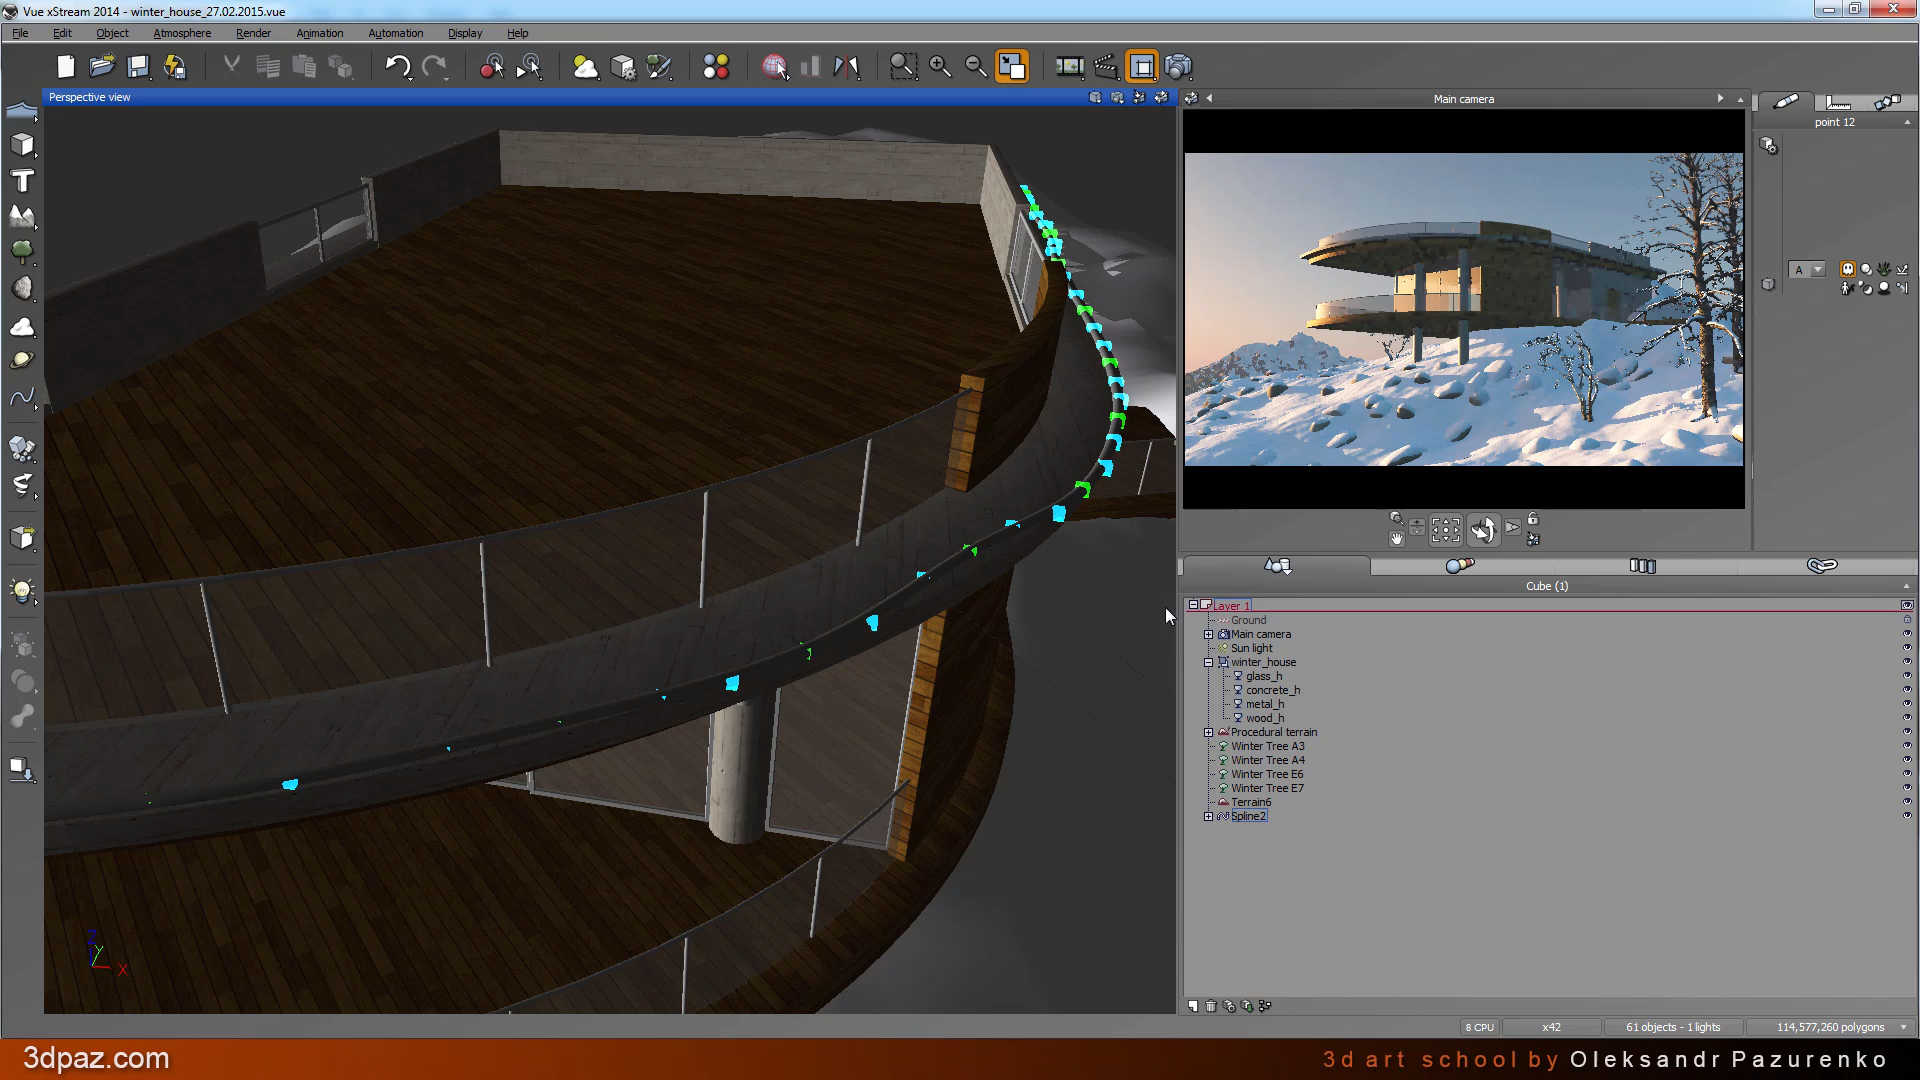 Vue xStream 2014 - winter_house_27.02.2015.vue
File Edit Object Atmosphere Render Animation Automation Display Help
Perspective view
Main camera
point 12
A
Cube (1)
Layer 1
Ground
Main camera
Sun light
winter_house
glass_h
concrete_h
metal_h
wood_h
Procedural terrain
Winter Tree A3
Winter Tree A4
Winter Tree E6
Winter Tree E7
Terrain6
Spline2
Z
Y
X
8 CPU x42 61 objects - 1 lights 114,577,260 polygons
3dpaz.com
3d art school by Oleksandr Pazurenko